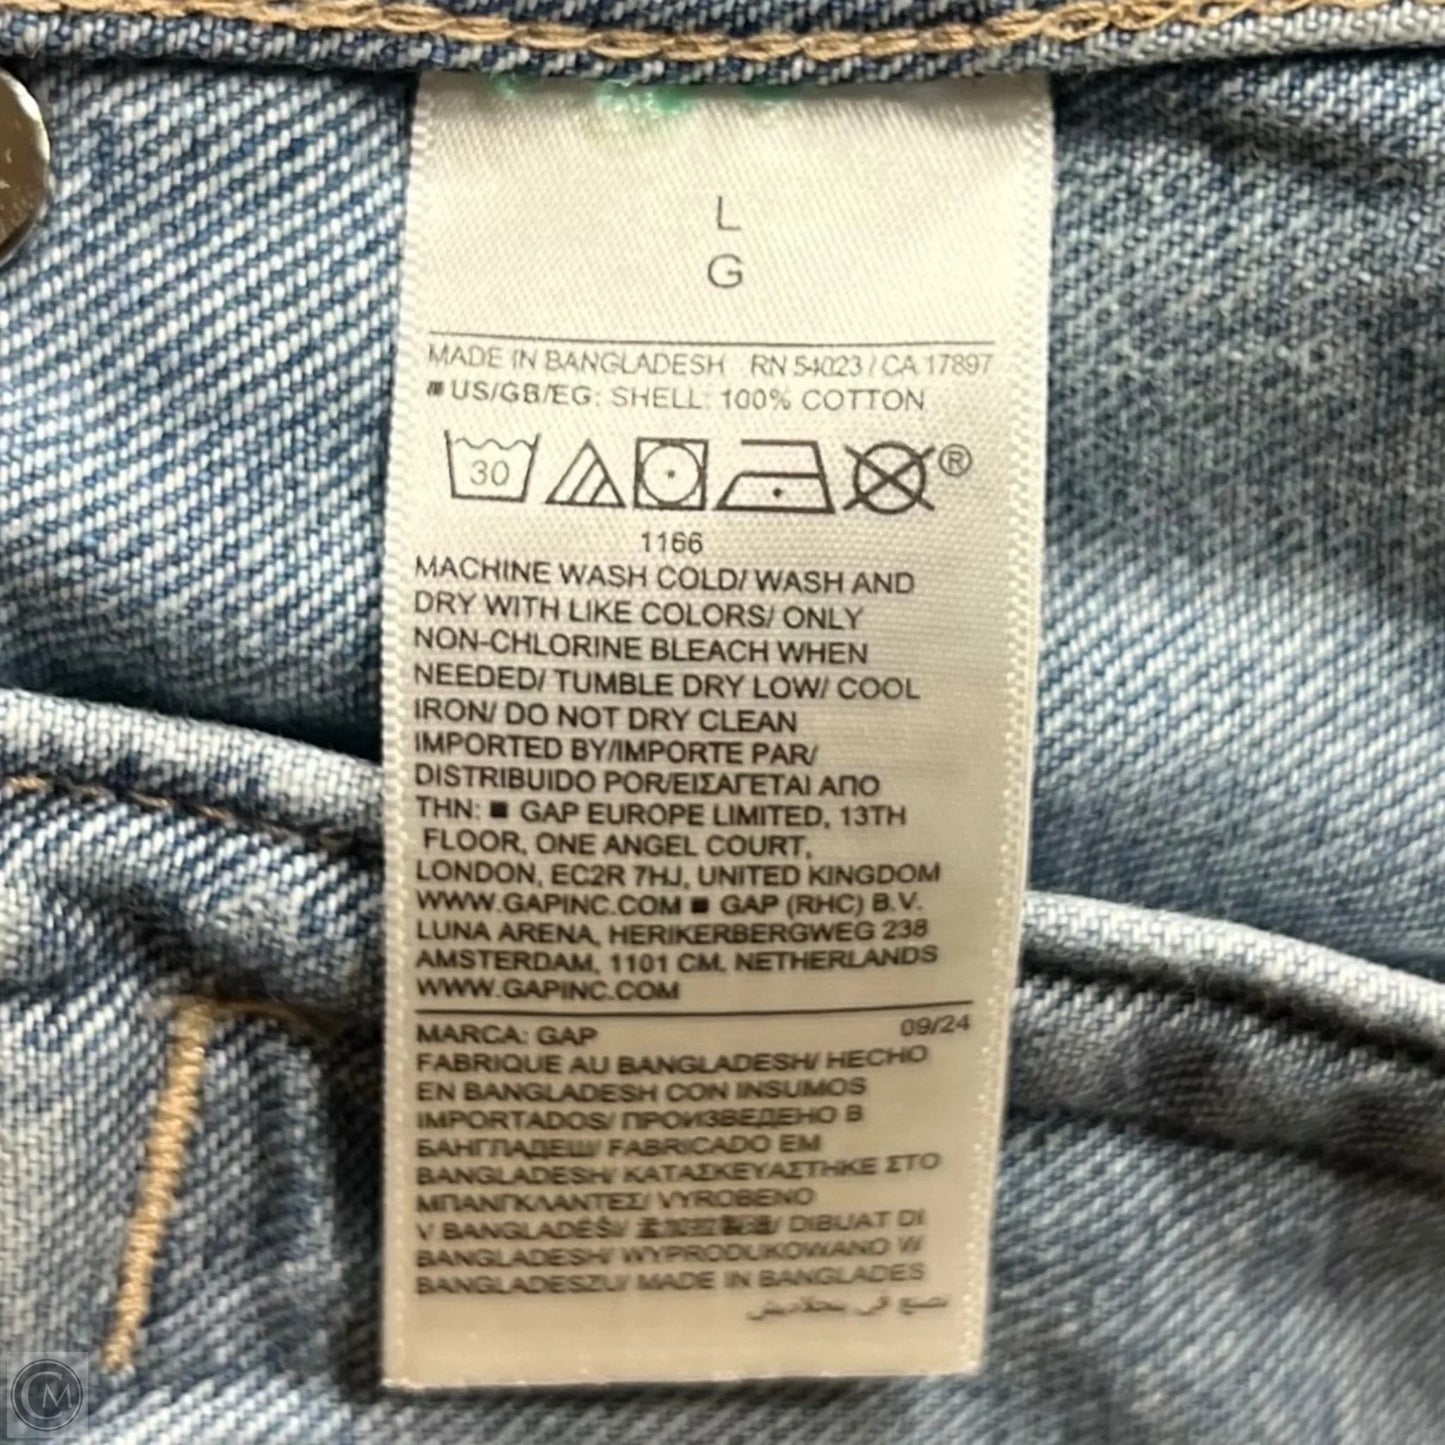 L
G
MADE IN BANGLADESH RN 54023 / CA 17897
US/GB/EG: SHELL: 100% COTTON
30
®
1166
MACHINE WASH COLD/ WASH AND
DRY WITH LIKE COLORS/ ONLY
NON-CHLORINE BLEACH WHEN
NEEDED/ TUMBLE DRY LOW/ COOL
IRON/ DO NOT DRY CLEAN
IMPORTED BY/IMPORTE PAR/
DISTRIBUIDO POR/ΕΙΣΑΓΕΤΑΙ ΑΠΟ
ΤΗΝ: ■ GAP EUROPE LIMITED, 13TH
FLOOR, ONE ANGEL COURT,
LONDON, EC2R 7HJ, UNITED KINGDOM
WWW.GAPINC.COM ■ GAP (RHC) B.V.
LUNA ARENA, HERIKERBERGWEG 238
AMSTERDAM, 1101 CM, NETHERLANDS
WWW.GAPINC.COM
MARCA: GAP 09/24
FABRIQUE AU BANGLADESH/ HECHO
EN BANGLADESH CON INSUMOS
IMPORTADOS/ ПРОИЗВЕДЕНО В
БАНГЛАДЕШ/ FABRICADO EM
BANGLADESH/ ΚΑΤΑΣΚΕΥΑΣΤΗΚΕ ΣΤΟ
ΜΠΑΝΓΚΛΑΝΤΕΣ/ VYROBENO
V BANGLADÉŠI/ / DIBUAT DI
BANGLADESH/ WYPRODUKOWANO W
BANGLADESZU/ MADE IN BANGLADES
CM